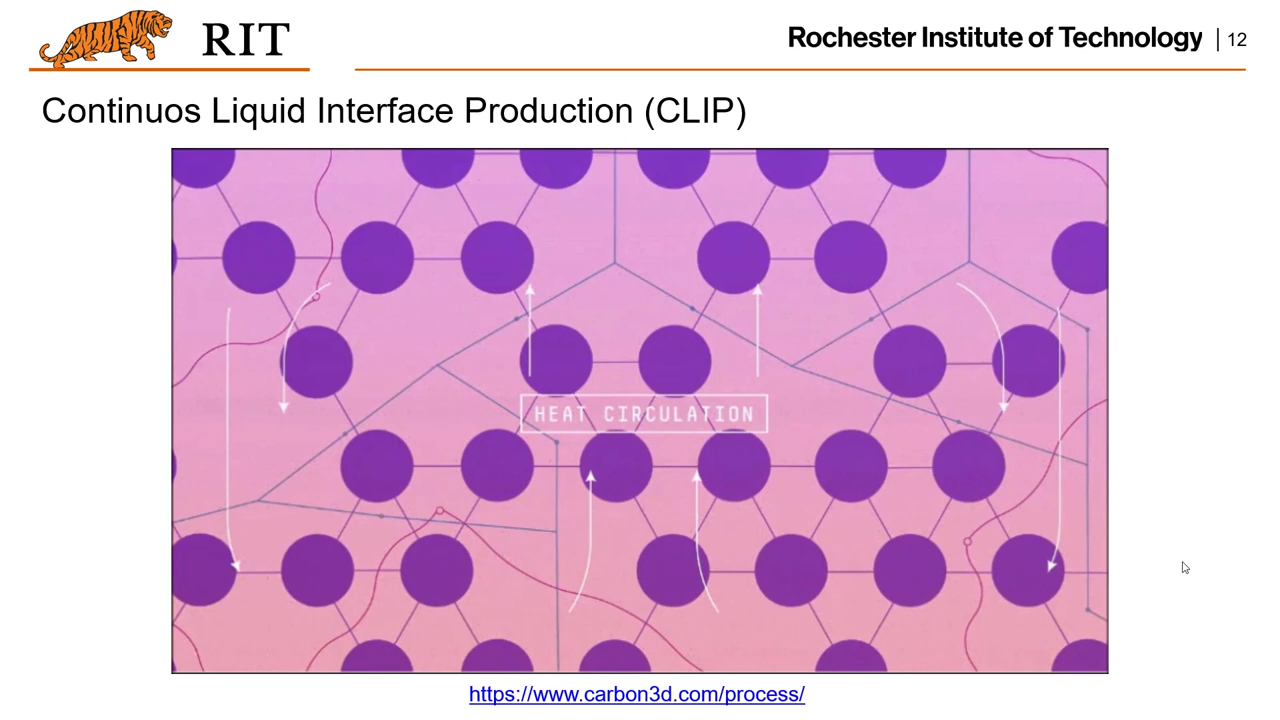 RIT
Rochester Institute of Technology | 12
Continuos Liquid Interface Production (CLIP)
HEAT CIRCULATION
https://www.carbon3d.com/process/